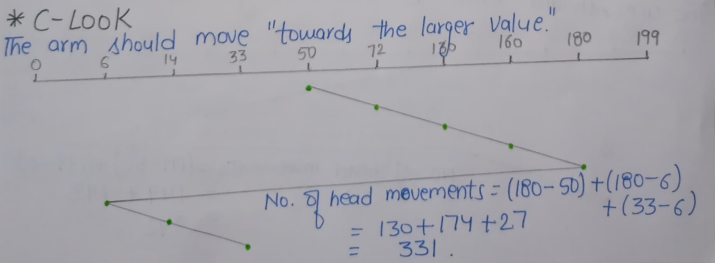 * C-LOOK
The arm should move "towards the larger value."
0 6 14 33 50 72 130 160 180 199
No. of head movements = (180-50) + (180-6)
+ (33-6)
= 130 + 174 + 27
= 331.